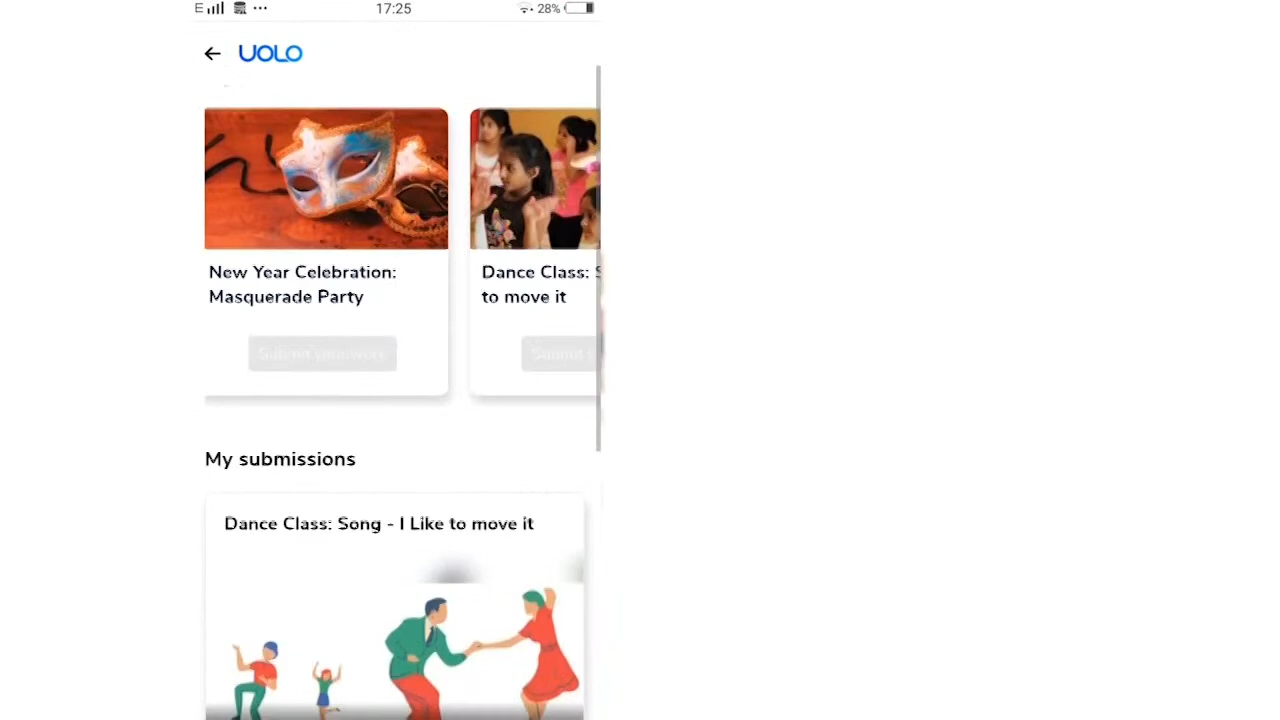 17:25
28%
UOLO
New Year Celebration:
Masquerade Party
Dance Class:
to move it
My submissions
Dance Class: Song - I Like to move it